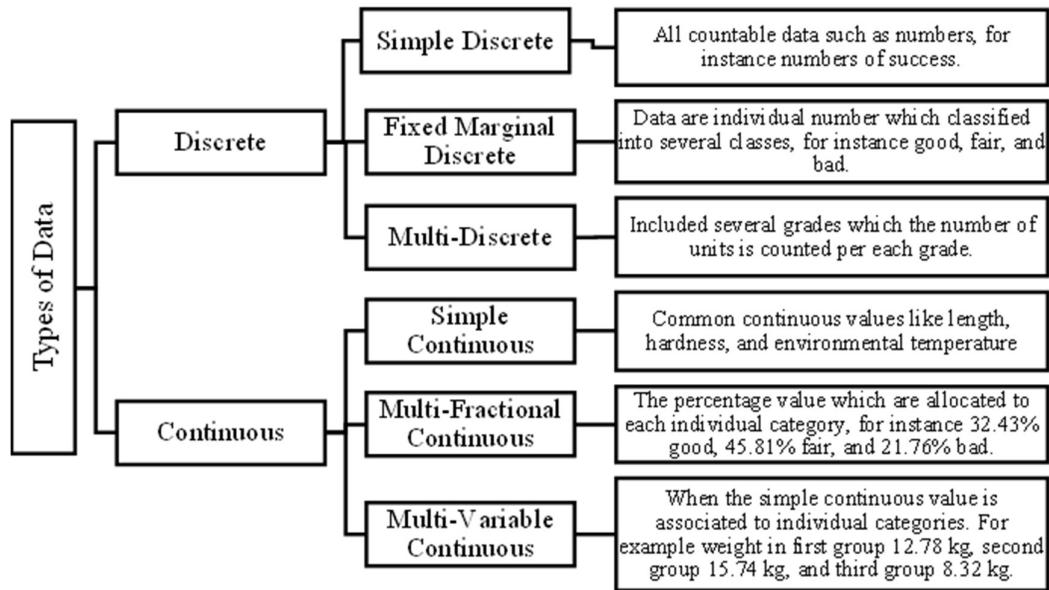 Types of Data
Discrete
Simple Discrete
All countable data such as numbers, for
instance numbers of success.
Fixed Marginal
Discrete
Data are individual number which classified
into several classes, for instance good, fair, and
bad.
Multi-Discrete
Included several grades which the number of
units is counted per each grade.
Continuous
Simple
Continuous
Common continuous values like length,
hardness, and environmental temperature
Multi-Fractional
Continuous
The percentage value which are allocated to
each individual category, for instance 32.43%
good, 45.81% fair, and 21.76% bad.
Multi-Variable
Continuous
When the simple continuous value is
associated to individual categories. For
example weight in first group 12.78 kg, second
group 15.74 kg, and third group 8.32 kg.